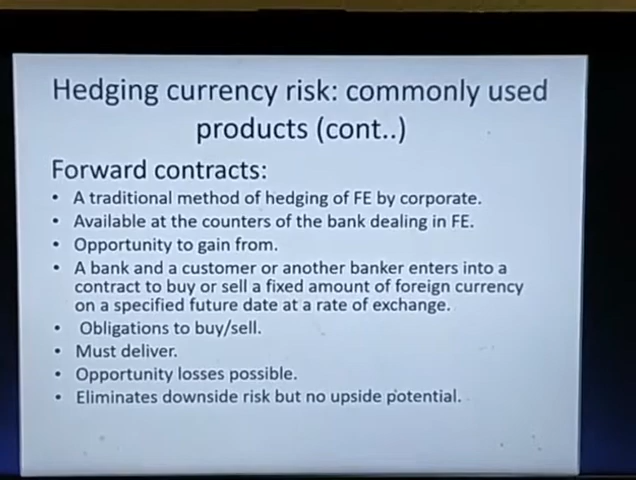 Hedging currency risk: commonly used
products (cont..)
Forward contracts:
• A traditional method of hedging of FE by corporate.
• Available at the counters of the bank dealing in FE.
• Opportunity to gain from.
• A bank and a customer or another banker enters into a
contract to buy or sell a fixed amount of foreign currency
on a specified future date at a rate of exchange.
• Obligations to buy/sell.
• Must deliver.
• Opportunity losses possible.
• Eliminates downside risk but no upside potential.